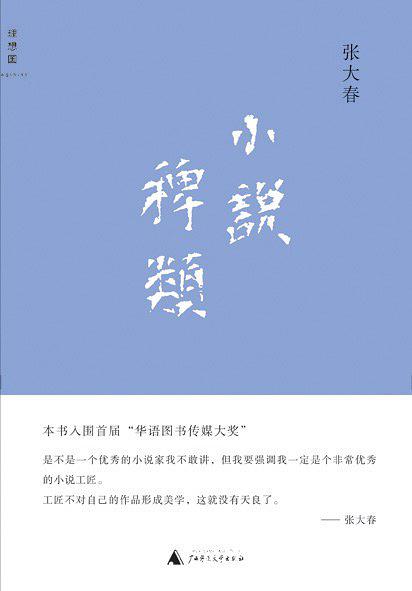 理想国
张大春
小說
稗類
本书入围首届“华语图书传媒大奖”
是不是一个优秀的小说家我不敢讲，但我要强调我一定是个非常优秀
的小说工匠。
工匠不对自己的作品形成美学，这就没有天良了。
——张大春
广西师范大学出版社